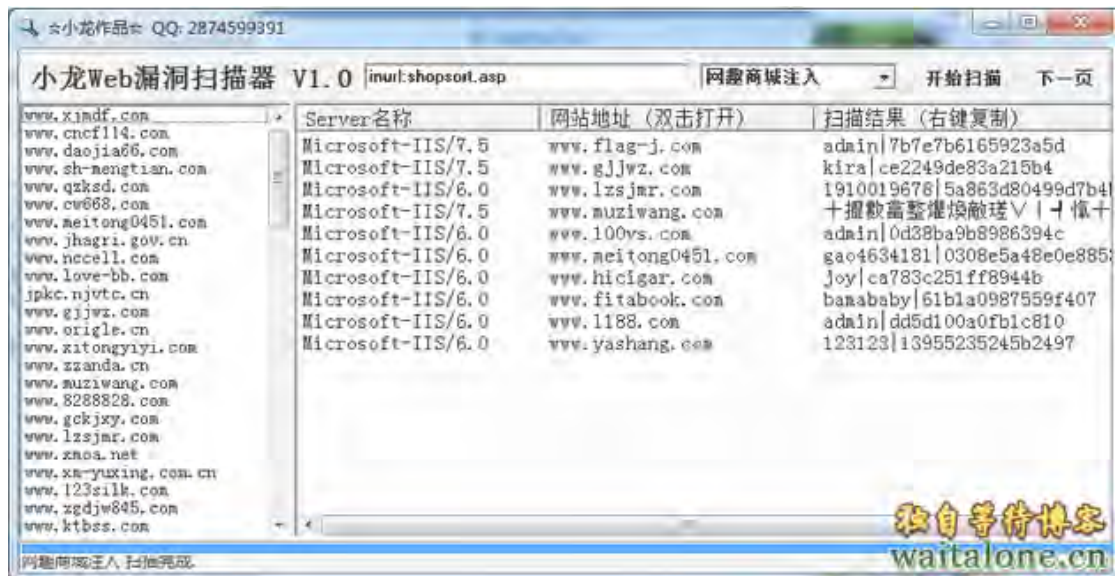 ☆小龙作品☆ QQ: 2874599391
小龙Web漏洞扫描器 V1.0 inurl:shopsort.asp 网趣商城注入 开始扫描 下一页
www.xjmdf.com
www.cncf114.com
www.daojia66.com
www.sh-mengtian.com
www.qzksd.com
www.cw668.com
www.meitong0451.com
www.jhagri.gov.cn
www.nccell.com
www.love-bb.com
jpkc.njvtc.cn
www.gjjwz.com
www.origle.cn
www.xitongyiyi.com
www.zzanda.cn
www.muziwang.com
www.8288828.com
www.gckjxy.com
www.lzsjmr.com
www.xmoa.net
www.xm-yuxing.com.cn
www.123silk.com
www.xgdjw845.com
www.ktbss.com
Server名称 网站地址（双击打开） 扫描结果（右键复制）
Microsoft-IIS/7.5 www.flag-j.com admin|7b7e7b6165923a5d
Microsoft-IIS/7.5 www.gjjwz.com kira|ce2249de83a215b4
Microsoft-IIS/6.0 www.lzsjmr.com 1910019678|5a863d80499d7b4
Microsoft-IIS/7.5 www.muziwang.com
Microsoft-IIS/6.0 www.100vs.com admin|0d38ba9b8986394c
Microsoft-IIS/6.0 www.meitong0451.com gao4634181|0308e5a48e0e885
Microsoft-IIS/6.0 www.hicigar.com joy|ca783c251ff8944b
Microsoft-IIS/6.0 www.fitabook.com bamababy|61b1a0987559f407
Microsoft-IIS/6.0 www.1188.com admin|dd5d100a0fb1c810
Microsoft-IIS/6.0 www.yashang.com 123123|13955235245b2497
独自等待博客
waitalone.cn
网趣商城注入 扫描完成.